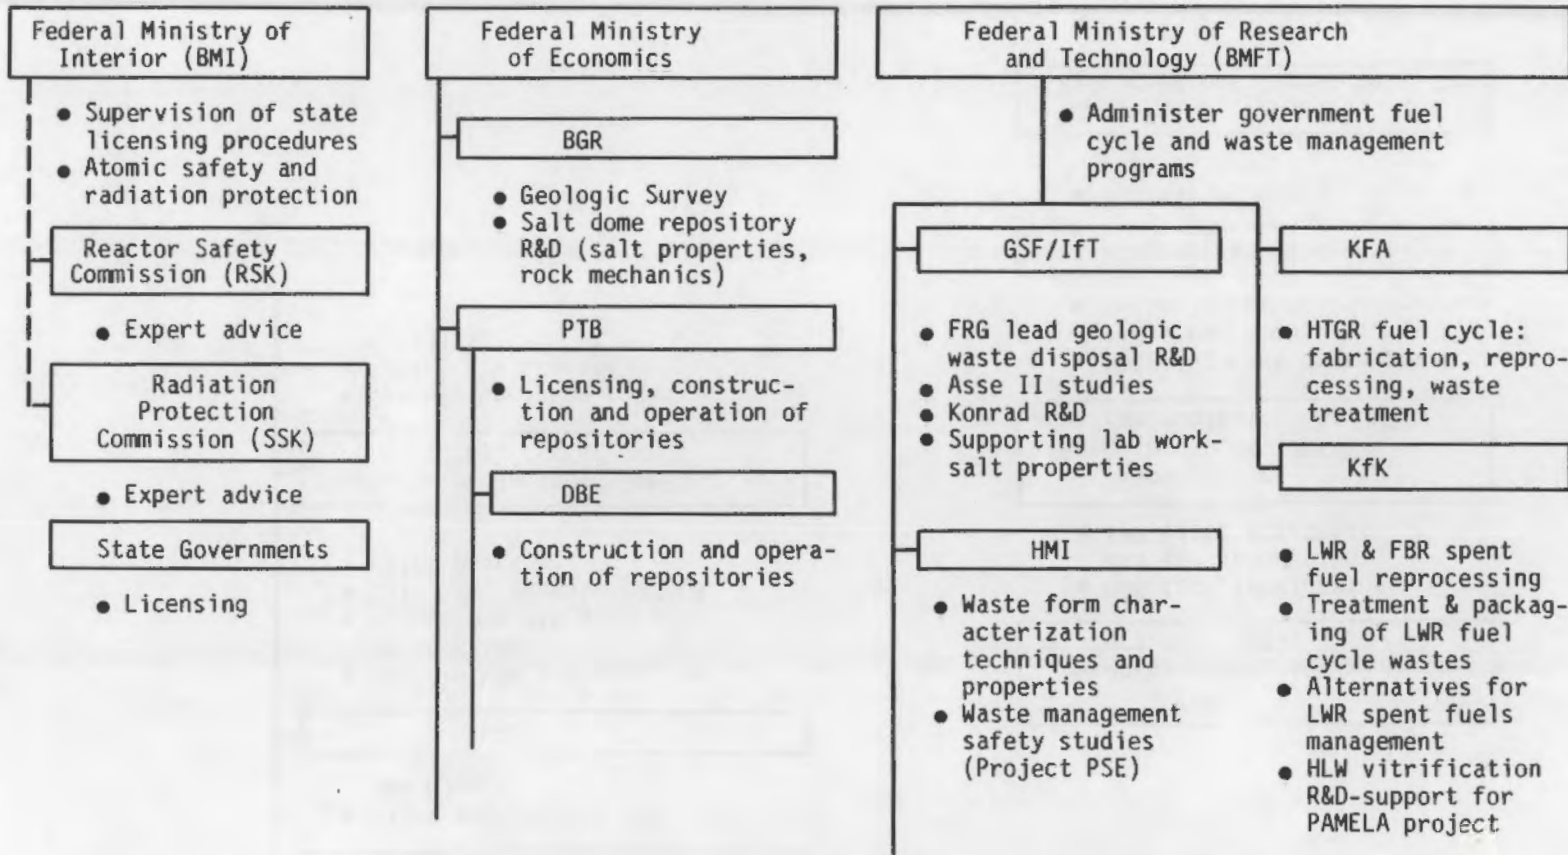 Federal Ministry of
Interior (BMI)
● Supervision of state
licensing procedures
● Atomic safety and
radiation protection
Reactor Safety
Commission (RSK)
● Expert advice
Radiation
Protection
Commission (SSK)
● Expert advice
State Governments
● Licensing
Federal Ministry
of Economics
BGR
● Geologic Survey
● Salt dome repository
R&D (salt properties,
rock mechanics)
PTB
● Licensing, construc-
tion and operation of
repositories
DBE
● Construction and opera-
tion of repositories
Federal Ministry of Research
and Technology (BMFT)
● Administer government fuel
cycle and waste management
programs
GSF/IfT
● FRG lead geologic
waste disposal R&D
● Asse II studies
● Konrad R&D
● Supporting lab work-
salt properties
HMI
● Waste form char-
acterization
techniques and
properties
● Waste management
safety studies
(Project PSE)
KFA
● HTGR fuel cycle:
fabrication, repro-
cessing, waste
treatment
KfK
● LWR & FBR spent
fuel reprocessing
● Treatment & packag-
ing of LWR fuel
cycle wastes
● Alternatives for
LWR spent fuels
management
● HLW vitrification
R&D-support for
PAMELA project